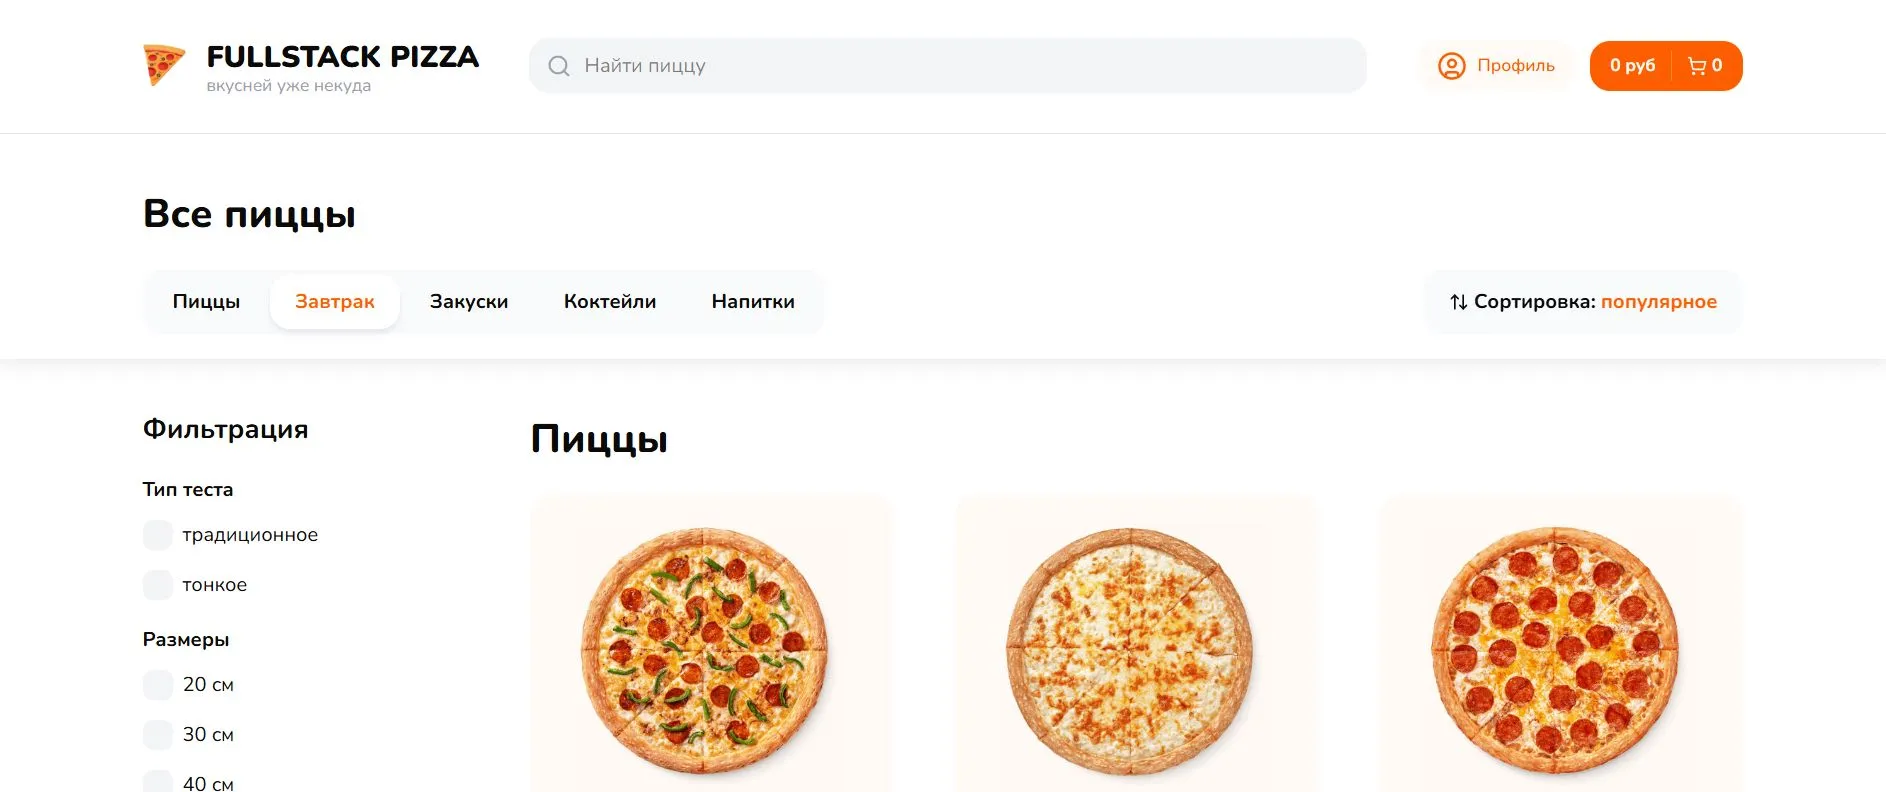 FULLSTACK PIZZA
вкусней уже некуда
Найти пиццу
Профиль
0 руб
0
Все пиццы
Пиццы
Завтрак
Закуски
Коктейли
Напитки
Сортировка: популярное
Фильтрация
Тип теста
традиционное
тонкое
Размеры
20 см
30 см
40 см
Пиццы